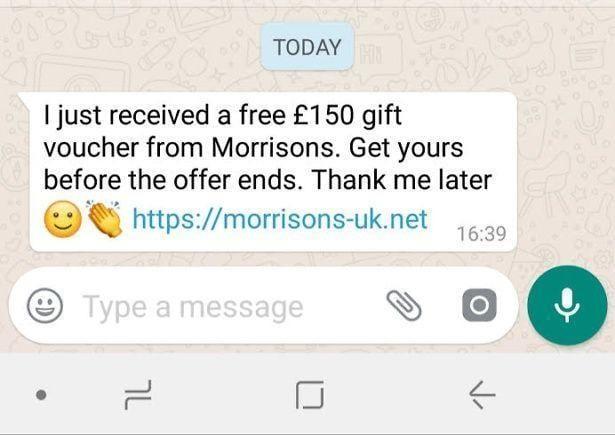 TODAY
I just received a free £150 gift
voucher from Morrisons. Get yours
before the offer ends. Thank me later
🙂👏 https://morrisons-uk.net
16:39
Type a message